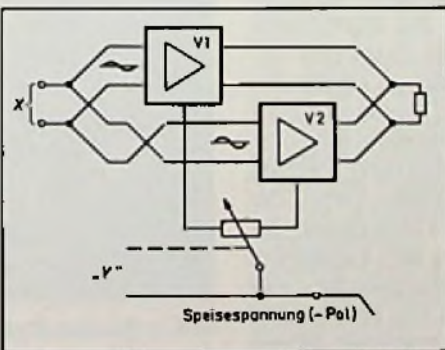 V1
X
V2
„Y"
Speisespannung (-Pol)